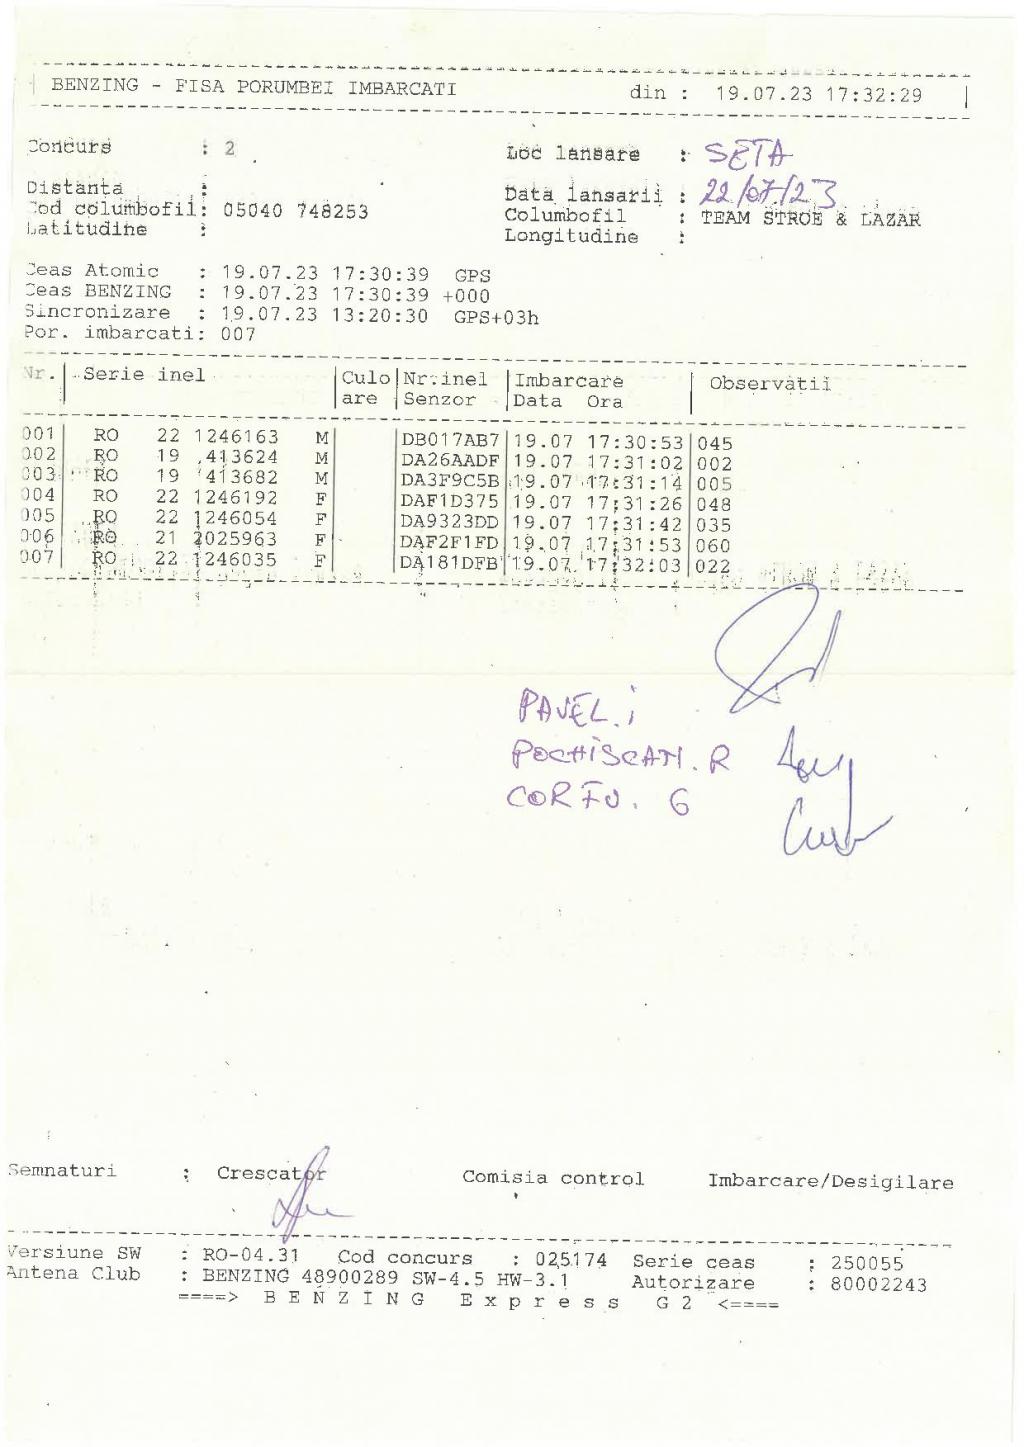 BENZING - FISA PORUMBEI IMBARCATI din : 19.07.23 17:32:29
Concurs : 2 Loc lansare : SETA
Distanta : Data lansarii : 22/07/23
Cod columbofil: 05040 748253 Columbofil : TEAM STROE & LAZAR
Latitudine : Longitudine :
Ceas Atomic : 19.07.23 17:30:39 GPS
Ceas BENZING : 19.07.23 17:30:39 +000
Sincronizare : 19.07.23 13:20:30 GPS+03h
Por. imbarcati: 007
Nr. Serie inel Culo Nr.inel Imbarcare Observatii
are Senzor Data Ora
001 RO 22 1246163 M DB017AB7 19.07 17:30:53 045
002 RO 19 413624 M DA26AADF 19.07 17:31:02 002
003 RO 19 413682 M DA3F9C5B 19.07 17:31:14 005
004 RO 22 1246192 F DAF1D375 19.07 17:31:26 048
005 RO 22 1246054 F DA9323DD 19.07 17:31:42 035
006 RO 21 2025963 F DAF2F1FD 19.07 17:31:53 060
007 RO 22 1246035 F DA181DFB 19.07 17:32:03 022
PAVEL. i
POCHISCAN. R
CORFU. G
Semnaturi : Crescator Comisia control Imbarcare/Desigilare
Versiune SW : RO-04.31 Cod concurs : 025174 Serie ceas : 250055
Antena Club : BENZING 48900289 SW-4.5 HW-3.1 Autorizare : 80002243
====> B E N Z I N G E x p r e s s G 2 <====